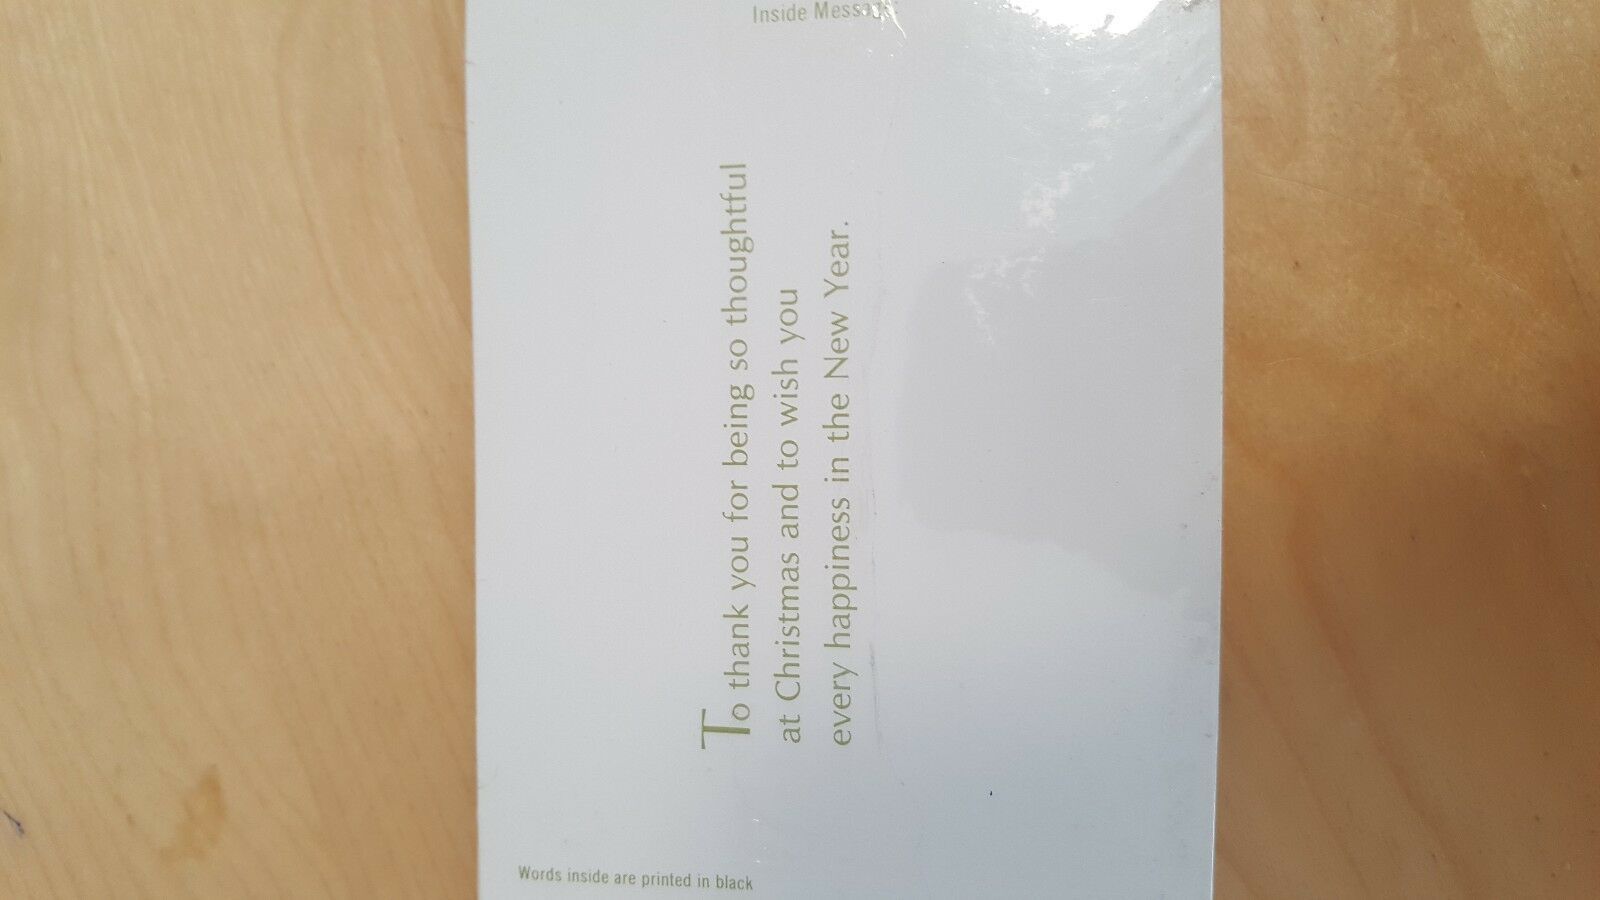 Inside Message:
To thank you for being so thoughtful
at Christmas and to wish you
every happiness in the New Year.
Words inside are printed in black